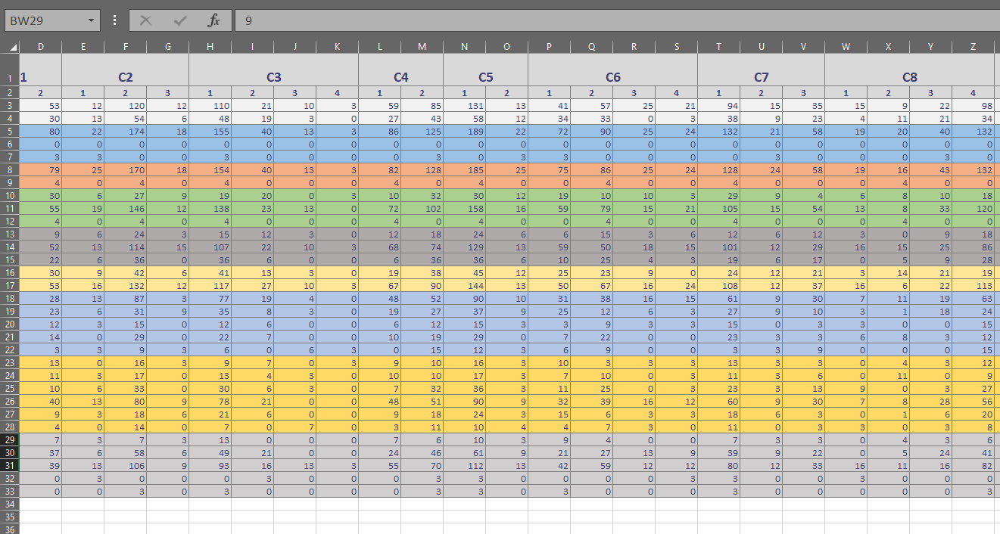 BW29 fx 9
D E F G H I J K L M N O P Q R S T U V W X Y Z
1 1 C2 C3 C4 C5 C6 C7 C8
2 2 1 2 3 1 2 3 4 1 2 1 2 1 2 3 4 1 2 3 1 2 3 4
3 53 12 120 12 110 21 10 3 59 85 131 13 41 57 25 21 94 15 35 15 9 22 98
4 30 13 54 6 48 19 3 0 27 43 58 12 34 33 0 3 38 9 23 4 11 21 34
5 80 22 174 18 155 40 13 3 86 125 189 22 72 90 25 24 132 21 58 19 20 40 132
6 0 0 0 0 0 0 0 0 0 0 0 0 0 0 0 0 0 0 0 0 0 0 0
7 3 3 0 0 3 0 0 0 0 3 0 3 3 0 0 0 0 3 0 0 0 3 0
8 79 25 170 18 154 40 13 3 82 128 185 25 75 86 25 24 128 24 58 19 16 43 132
9 4 0 4 0 4 0 0 0 4 0 4 0 0 4 0 0 4 0 0 0 4 0 0
10 30 6 27 9 19 20 0 3 10 32 30 12 19 10 10 3 29 9 4 6 8 10 18
11 55 19 146 12 138 23 13 0 72 102 158 16 59 79 15 21 105 15 54 13 8 33 120
12 4 0 4 0 4 0 0 0 4 0 4 0 0 4 0 0 4 0 0 0 4 0 0
13 9 6 24 3 15 12 3 0 12 18 24 6 6 15 3 6 12 6 12 3 0 9 18
14 52 13 114 15 107 22 10 3 68 74 129 13 59 50 18 15 101 12 29 16 15 25 86
15 22 6 36 0 36 6 0 0 6 36 36 6 10 25 4 3 19 6 17 0 5 9 28
16 30 9 42 6 41 13 3 0 19 38 45 12 25 23 9 0 24 12 21 3 14 21 19
17 53 16 132 12 117 27 10 3 67 90 144 13 50 67 16 24 108 12 37 16 6 22 113
18 28 13 87 3 77 19 4 0 48 52 90 10 31 38 16 15 61 9 30 7 11 19 63
19 23 6 31 9 35 8 3 0 19 27 37 9 25 12 6 3 27 9 10 3 1 18 24
20 12 3 15 0 12 6 0 0 6 12 15 3 3 9 3 3 15 0 3 3 0 0 15
21 14 0 29 0 22 7 0 0 10 19 29 0 7 22 0 0 23 3 3 6 8 3 12
22 3 3 9 3 6 0 6 3 0 15 12 3 6 9 0 0 3 3 9 0 0 0 15
23 13 0 16 3 9 7 0 3 9 10 16 3 10 3 3 3 13 3 3 0 4 3 12
24 11 3 17 0 13 4 3 0 10 10 17 3 7 10 0 3 11 3 6 0 11 0 9
25 10 6 33 0 30 6 3 0 7 32 36 3 11 25 0 3 23 3 13 9 0 3 27
26 40 13 80 9 78 21 0 0 48 51 90 9 32 39 16 12 60 9 30 7 8 28 56
27 9 3 18 6 21 6 0 0 9 18 24 3 15 6 3 3 18 6 3 0 1 6 20
28 4 0 14 0 7 0 7 0 3 11 10 4 4 7 3 0 11 0 3 3 0 3 8
29 7 3 7 3 13 0 0 0 7 6 10 3 9 4 0 0 7 3 3 0 4 3 6
30 37 6 58 6 49 21 0 0 24 46 61 9 21 27 13 9 39 9 22 0 5 24 41
31 39 13 106 9 93 16 13 3 55 70 112 13 42 59 12 12 80 12 33 16 11 16 82
32 0 3 0 0 0 3 0 0 0 3 3 0 3 0 0 0 3 0 0 3 0 0 0
33 0 0 3 0 3 0 0 0 0 3 3 0 3 0 0 0 3 0 0 0 0 0 3
34
35
36